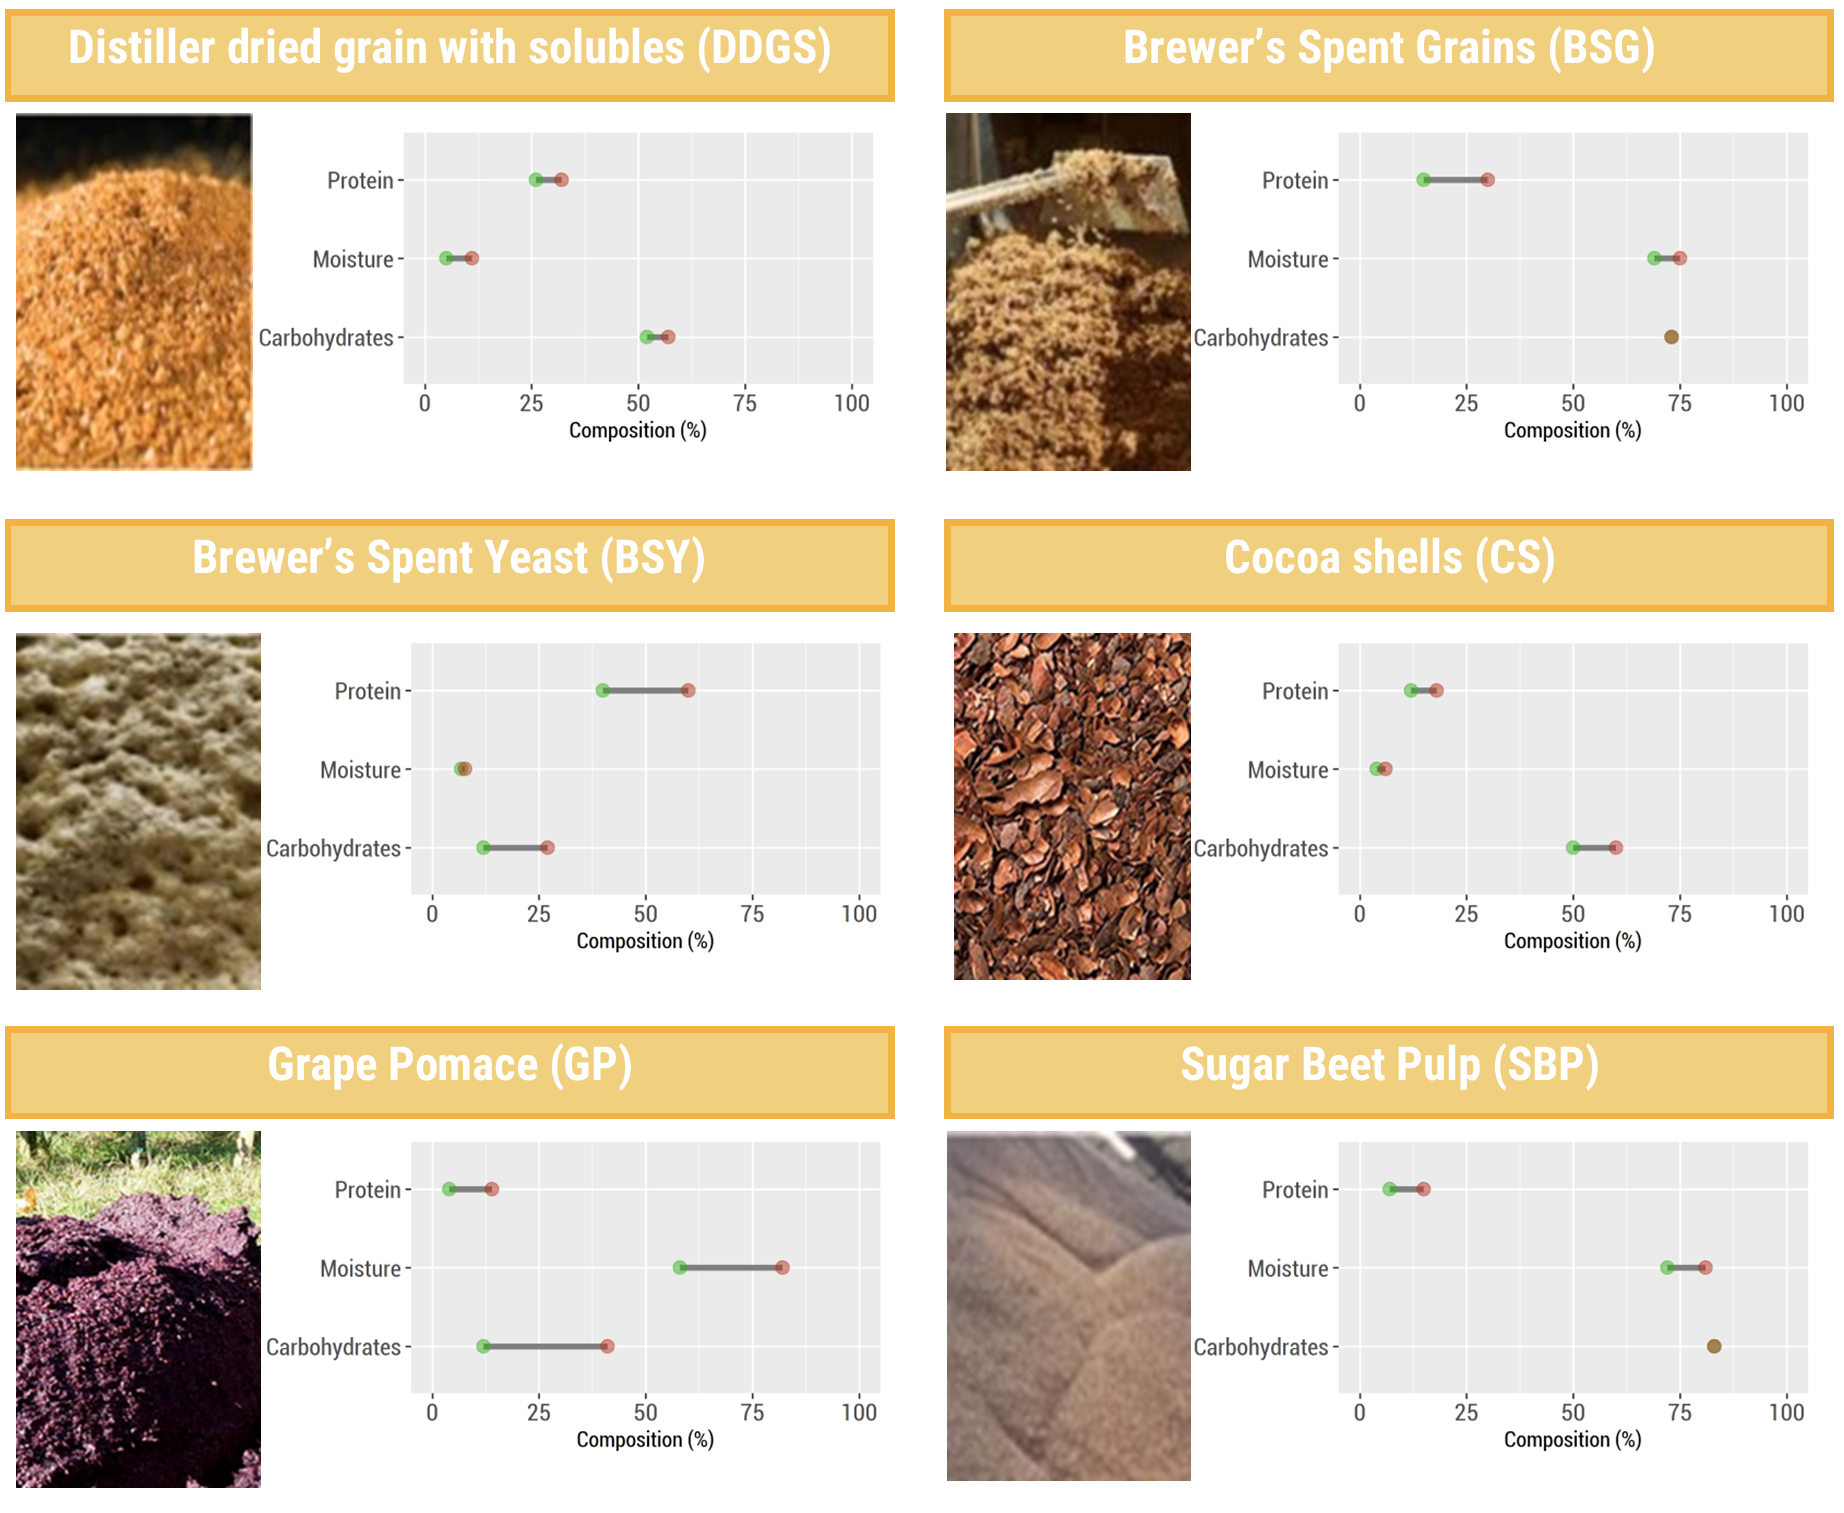 Distiller dried grain with solubles (DDGS)
Protein
Moisture
Carbohydrates
0 25 50 75 100
Composition (%)
Brewer’s Spent Grains (BSG)
Protein
Moisture
Carbohydrates
0 25 50 75 100
Composition (%)
Brewer’s Spent Yeast (BSY)
Protein
Moisture
Carbohydrates
0 25 50 75 100
Composition (%)
Cocoa shells (CS)
Protein
Moisture
Carbohydrates
0 25 50 75 100
Composition (%)
Grape Pomace (GP)
Protein
Moisture
Carbohydrates
0 25 50 75 100
Composition (%)
Sugar Beet Pulp (SBP)
Protein
Moisture
Carbohydrates
0 25 50 75 100
Composition (%)